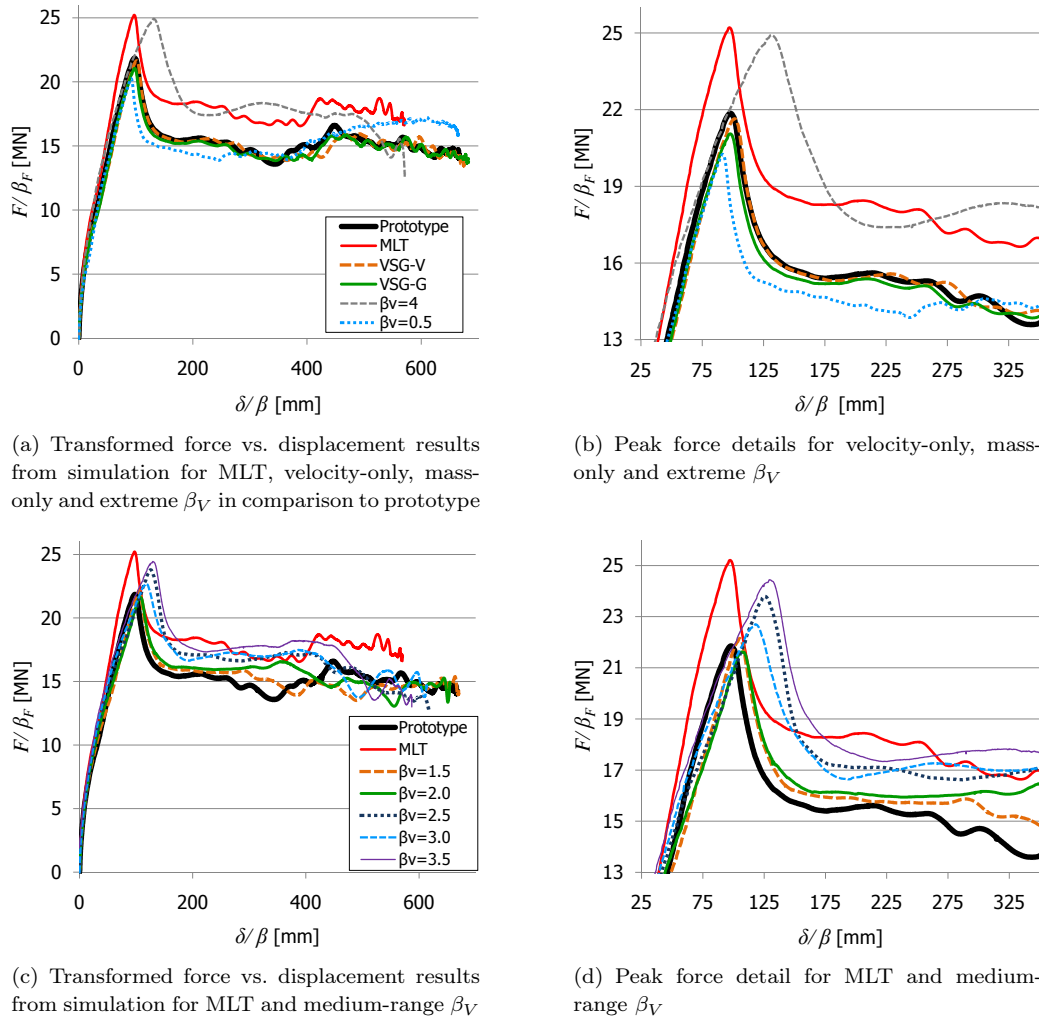 25
20
15
10
5
0
F/β_F [MN]
Prototype
MLT
VSG-V
VSG-G
βv=4
βv=0.5
0 200 400 600
δ/β [mm]
(a) Transformed force vs. displacement results
from simulation for MLT, velocity-only, mass-
only and extreme β_V in comparison to prototype
25
22
19
16
13
F/β_F [MN]
25 75 125 175 225 275 325
δ/β [mm]
(b) Peak force details for velocity-only, mass-
only and extreme β_V
25
20
15
10
5
0
F/β_F [MN]
Prototype
MLT
βv=1.5
βv=2.0
βv=2.5
βv=3.0
βv=3.5
0 200 400 600
δ/β [mm]
(c) Transformed force vs. displacement results
from simulation for MLT and medium-range β_V
25
23
21
19
17
15
13
F/β_F [MN]
25 75 125 175 225 275 325
δ/β [mm]
(d) Peak force detail for MLT and medium-
range β_V